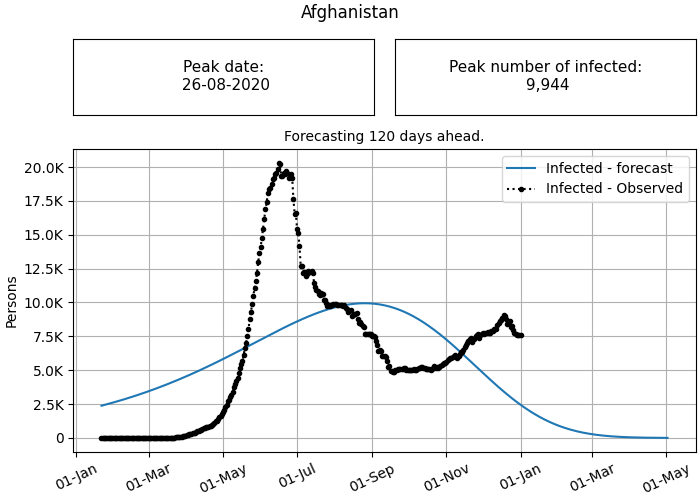 Afghanistan
Peak date:
26-08-2020
Peak number of infected:
9,944
Forecasting 120 days ahead.
Infected - forecast
Infected - Observed
Persons
20.0K
17.5K
15.0K
12.5K
10.0K
7.5K
5.0K
2.5K
0
01-Jan
01-Mar
01-May
01-Jul
01-Sep
01-Nov
01-Jan
01-Mar
01-May